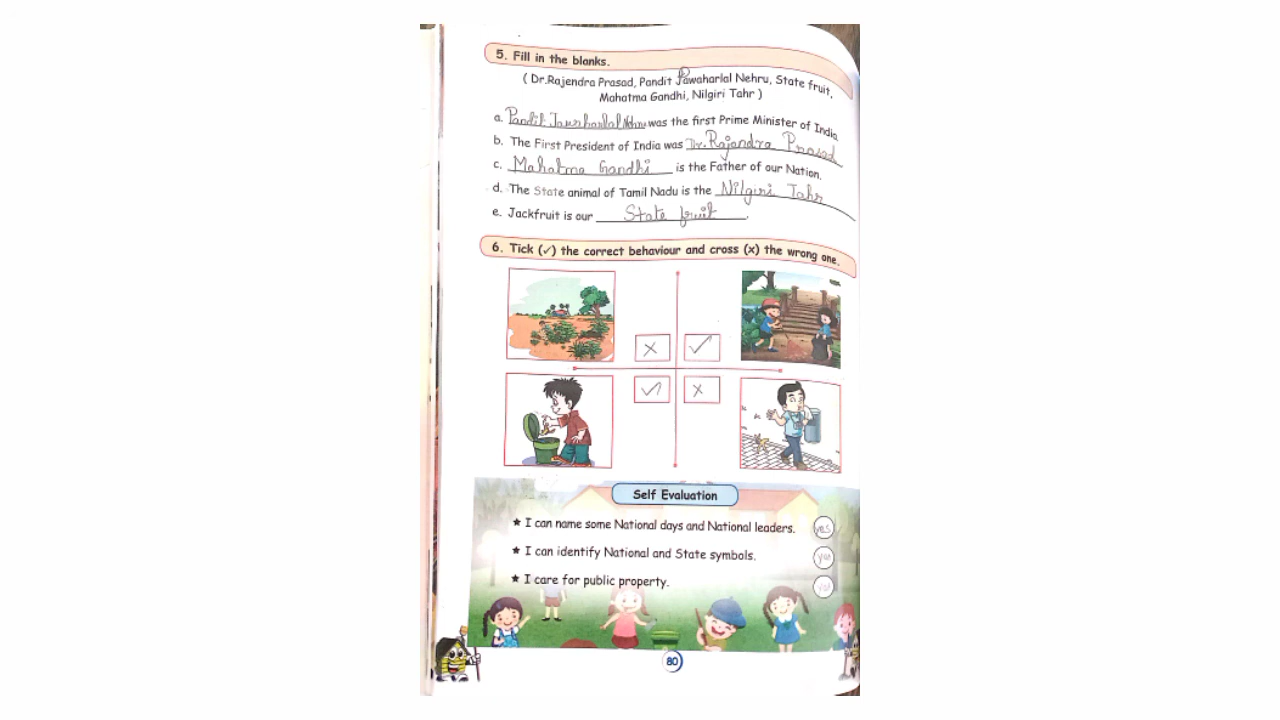 5. Fill in the blanks.
( Dr.Rajendra Prasad, Pandit Jawaharlal Nehru, State fruit,
Mahatma Gandhi, Nilgiri Tahr )
a. Pandit Jawaharlal Nehru was the first Prime Minister of India
b. The First President of India was Dr. Rajendra Prasad
c. Mahatma Gandhi is the Father of our Nation.
d. The State animal of Tamil Nadu is the Nilgiri Tahr
e. Jackfruit is our State fruit.
6. Tick (✓) the correct behaviour and cross (x) the wrong one.
x ✓
✓ x
Self Evaluation
★ I can name some National days and National leaders. yes
★ I can identify National and State symbols. yes
★ I care for public property. yes
80